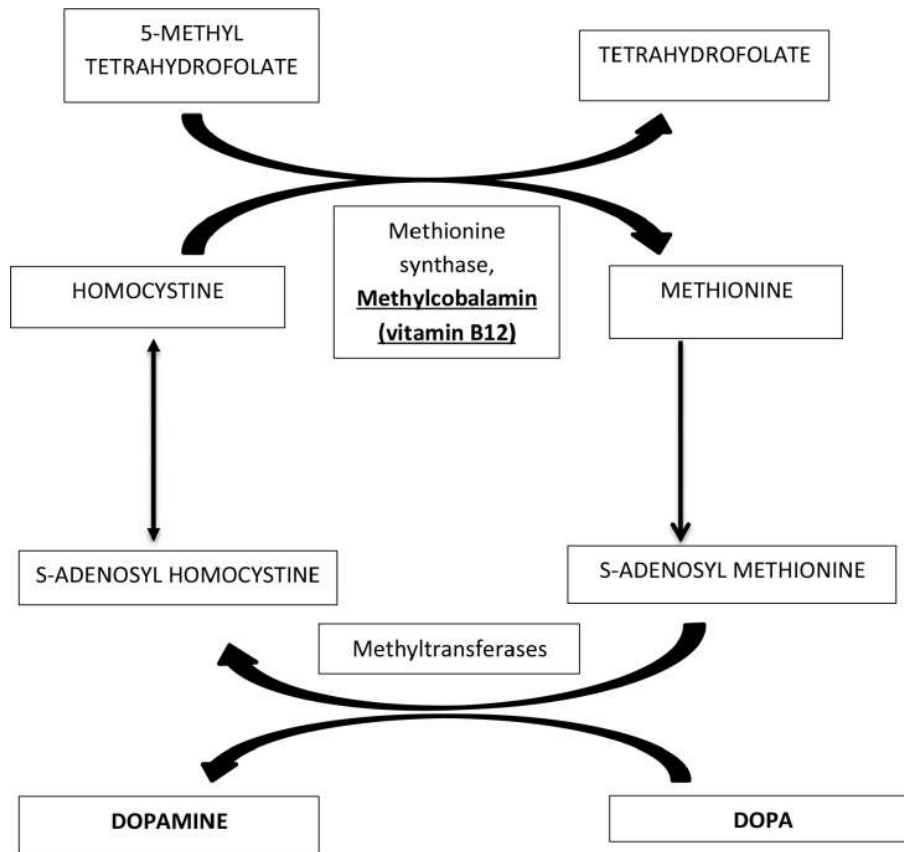 5-METHYL
TETRAHYDROFOLATE
TETRAHYDROFOLATE
Methionine
synthase,
Methylcobalamin
(vitamin B12)
HOMOCYSTINE
METHIONINE
S-ADENOSYL HOMOCYSTINE
S-ADENOSYL METHIONINE
Methyltransferases
DOPAMINE
DOPA